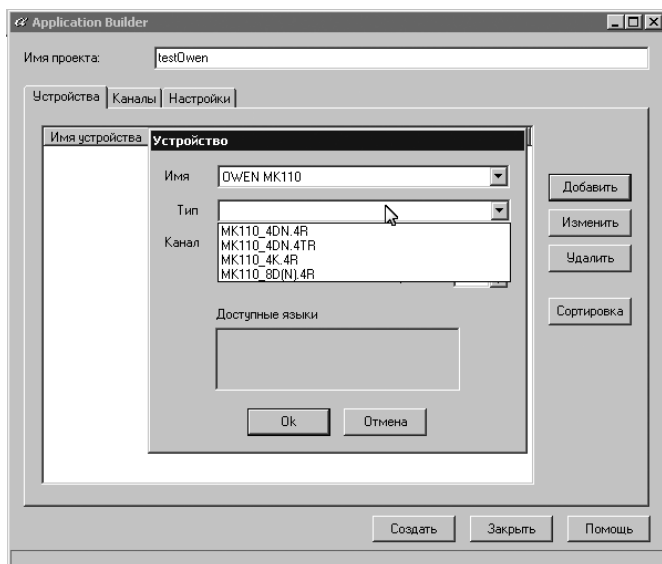 Application Builder
Имя проекта: testOwen
Устройства Каналы Настройки
Имя устройства
Устройство
Имя OWEN MK110
Тип
Канал
MK110_4DN.4R
MK110_4DN.4TR
MK110_4K.4R
MK110_8D(N).4R
Доступные языки
Ok Отмена
Добавить
Изменить
Удалить
Сортировка
Создать Закрыть Помощь